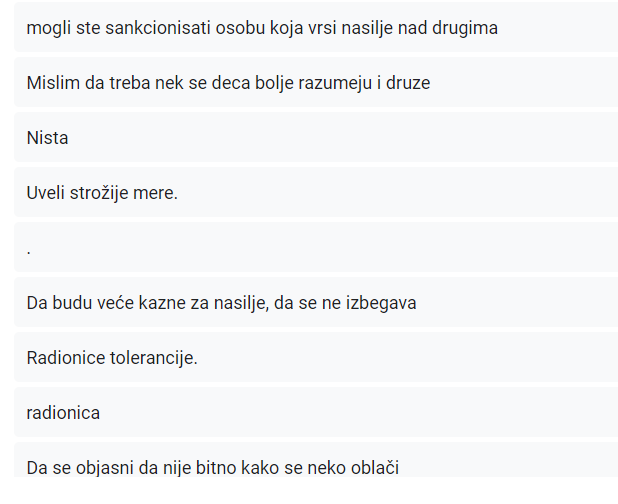 mogli ste sankcionisati osobu koja vrsi nasilje nad drugima
Mislim da treba nek se deca bolje razumeju i druze
Nista
Uveli strožije mere.
.
Da budu veće kazne za nasilje, da se ne izbegava
Radionice tolerancije.
radionica
Da se objasni da nije bitno kako se neko oblači